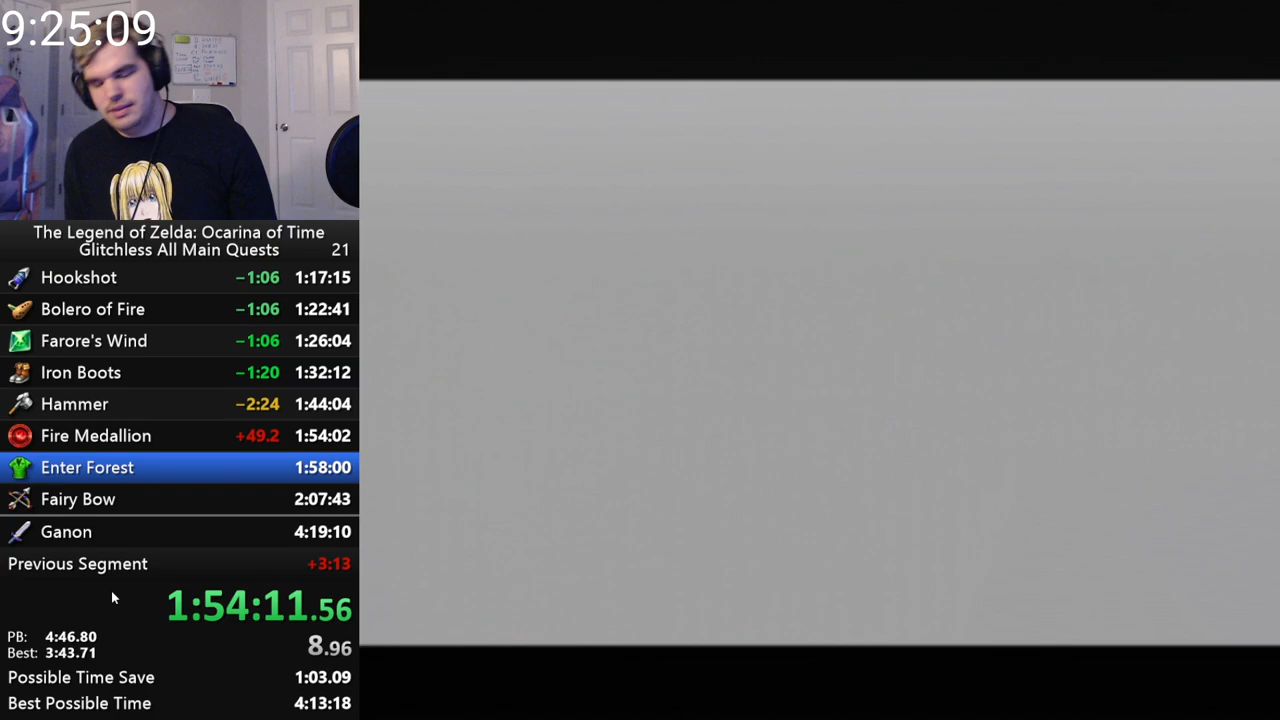 9:25:09
The Legend of Zelda: Ocarina of Time
Glitchless All Main Quests 21
Hookshot −1:06 1:17:15
Bolero of Fire −1:06 1:22:41
Farore's Wind −1:06 1:26:04
Iron Boots −1:20 1:32:12
Hammer −2:24 1:44:04
Fire Medallion +49.2 1:54:02
Enter Forest 1:58:00
Fairy Bow 2:07:43
Ganon 4:19:10
Previous Segment +3:13
1:54:11.56
PB: 4:46.80
Best: 3:43.71
8.96
Possible Time Save 1:03.09
Best Possible Time 4:13:18